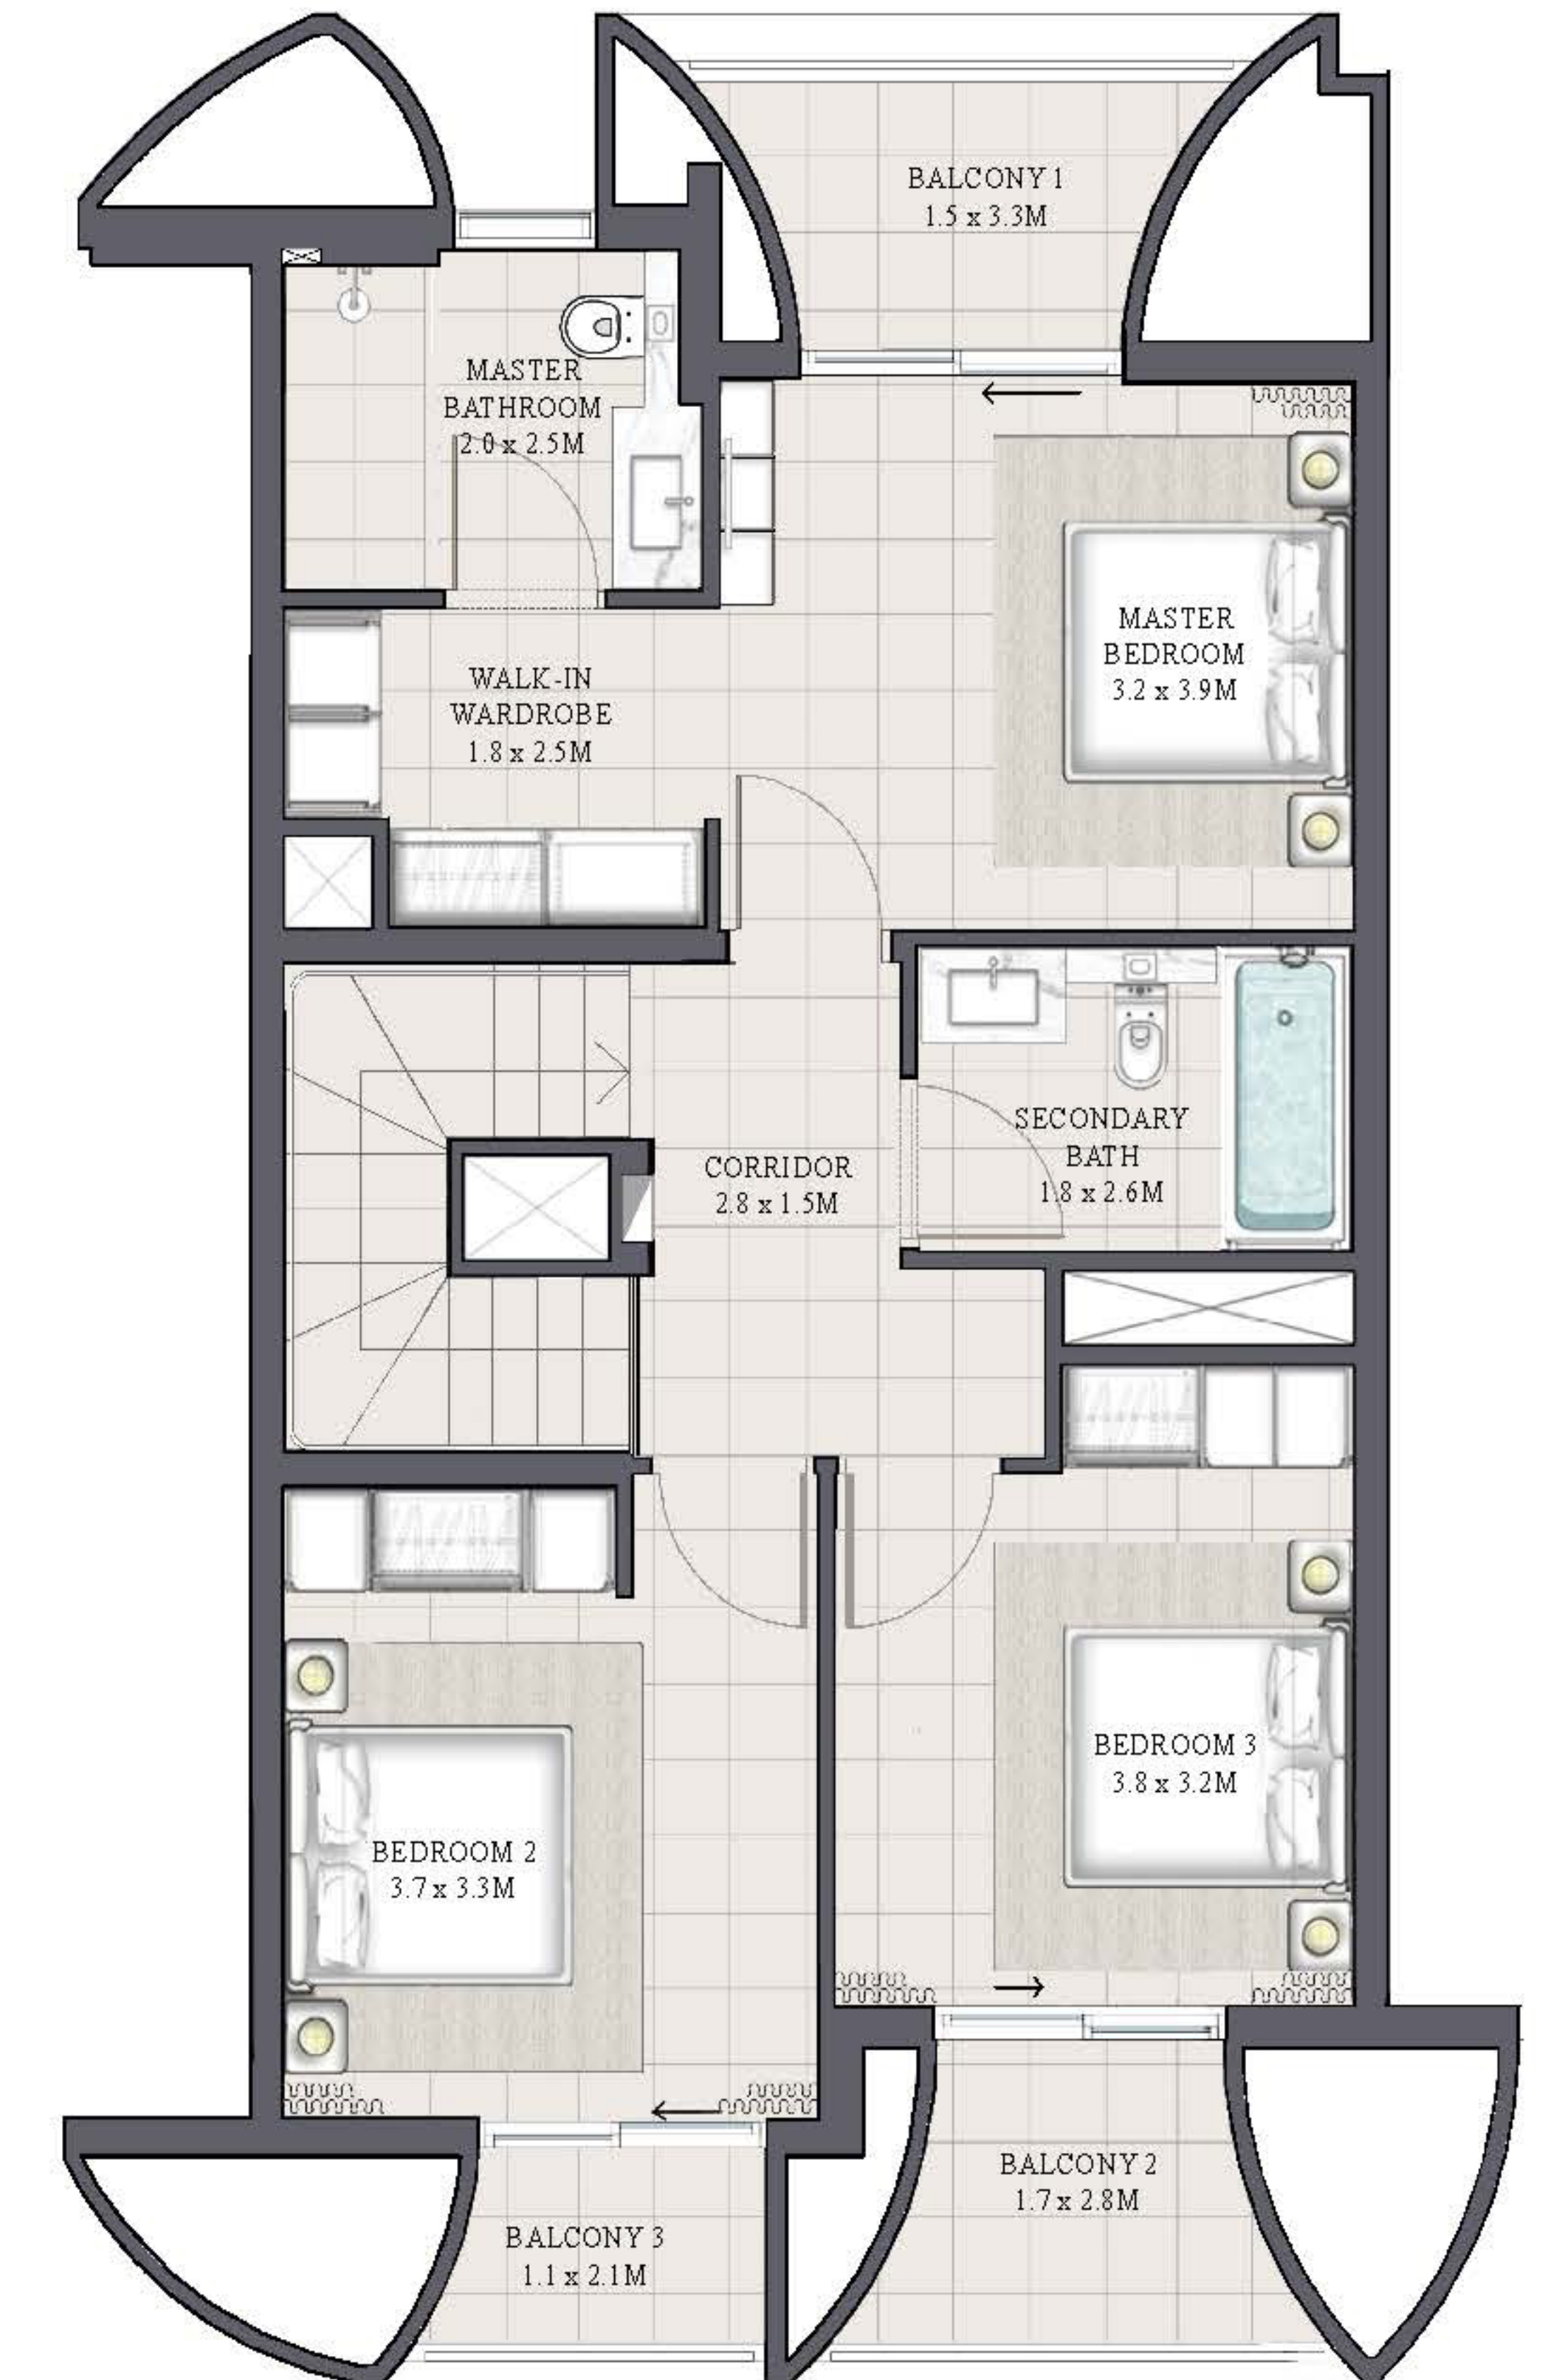 BALCONY 1
1.5 x 3.3M
MASTER
BATHROOM
2.0 x 2.5M
MASTER
BEDROOM
3.2 x 3.9M
WALK-IN
WARDROBE
1.8 x 2.5M
SECONDARY
BATH
1.8 x 2.6M
CORRIDOR
2.8 x 1.5M
BEDROOM 3
3.8 x 3.2M
BEDROOM 2
3.7 x 3.3M
BALCONY 2
1.7 x 2.8M
BALCONY 3
1.1 x 2.1M